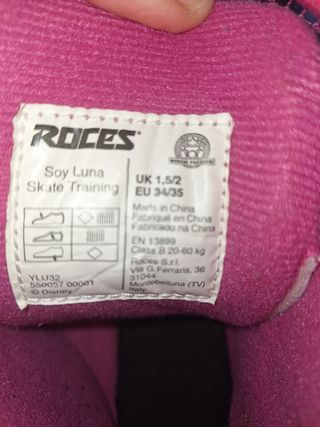 ROCES
Soy Luna
Skate Training
UK 1,5/2
EU 34/35
Made in China
Fabriqué en China
Fabricado na China
EN 13899
Class B 20-60 kg
Roces S.r.l.
Via G.Ferraris, 36
31044
Montebelluna (TV)
Italy
YLU32
550057 00001
© Disney